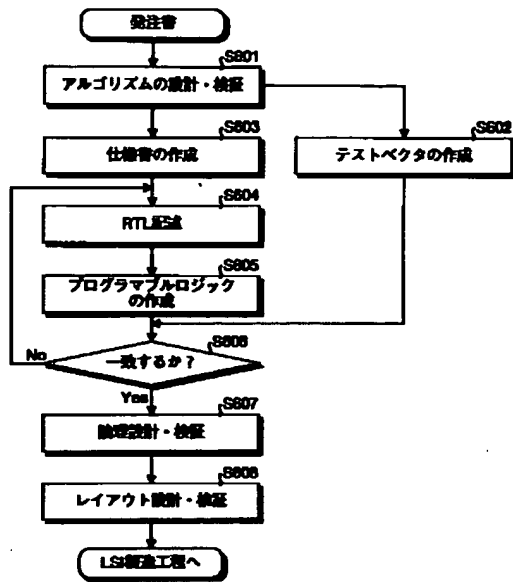 発注書
S601
アルゴリズムの設計・検証
S603
仕様書の作成
S602
テストベクタの作成
S604
RTL記述
S605
プログラマブルロジック
の作成
S606
一致するか？
No
Yes
S607
論理設計・検証
S608
レイアウト設計・検証
LSI製造工程へ